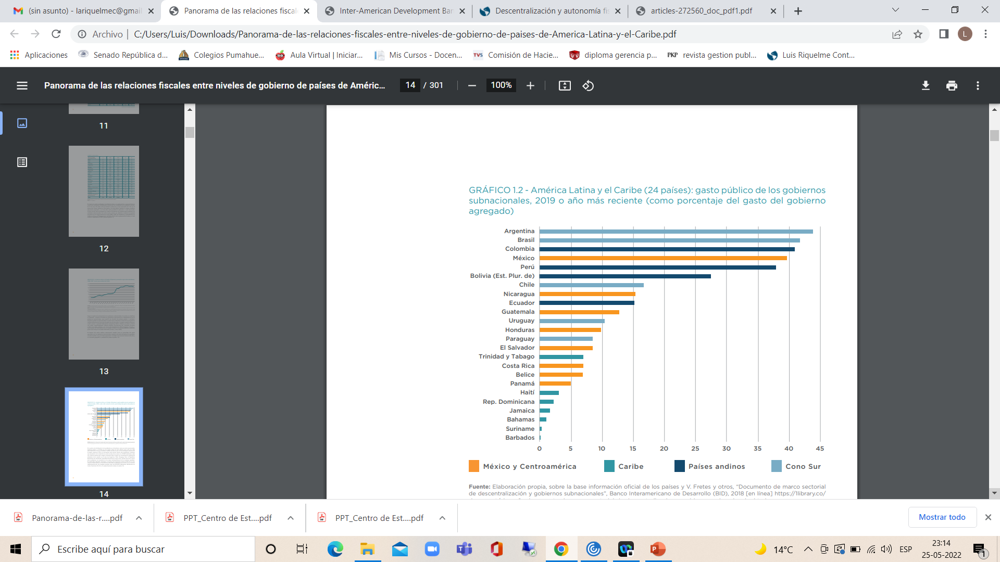 (sin asunto) - lariquelmec@gmai
Panorama de las relaciones fiscal
Inter-American Development Ban
Descentralización y autonomía fis
articles-272560_doc_pdf1.pdf
Archivo
C:/Users/Luis/Downloads/Panorama-de-las-relaciones-fiscales-entre-niveles-de-gobierno-de-paises-de-America-Latina-y-el-Caribe.pdf
L
Aplicaciones
Senado República d...
Colegios Pumahue...
Aula Virtual | Iniciar...
Mis Cursos - Docen...
TVS Comisión de Hacie...
diploma gerencia p...
PKP revista gestion publ...
Luis Riquelme Cont...
Panorama de las relaciones fiscales entre niveles de gobierno de países de Améric...
14 / 301
100%
11
12
13
14
GRÁFICO 1.2 - América Latina y el Caribe (24 países): gasto público de los gobiernos
subnacionales, 2019 o año más reciente (como porcentaje del gasto del gobierno
agregado)
Argentina
Brasil
Colombia
México
Perú
Bolivia (Est. Plur. de)
Chile
Nicaragua
Ecuador
Guatemala
Uruguay
Honduras
Paraguay
El Salvador
Trinidad y Tabago
Costa Rica
Belice
Panamá
Haití
Rep. Dominicana
Jamaica
Bahamas
Suriname
Barbados
0 5 10 15 20 25 30 35 40 45
México y Centroamérica Caribe Países andinos Cono Sur
Fuente: Elaboración propia, sobre la base información oficial de los países y V. Fretes y otros, "Documento de marco sectorial
de descentralización y gobiernos subnacionales", Banco Interamericano de Desarrollo (BID), 2018 [en línea] https://1library.co/
Panorama-de-las-r....pdf
PPT_Centro de Est....pdf
PPT_Centro de Est....pdf
Mostrar todo
Escribe aquí para buscar
14°C
ESP
23:14
25-05-2022
1